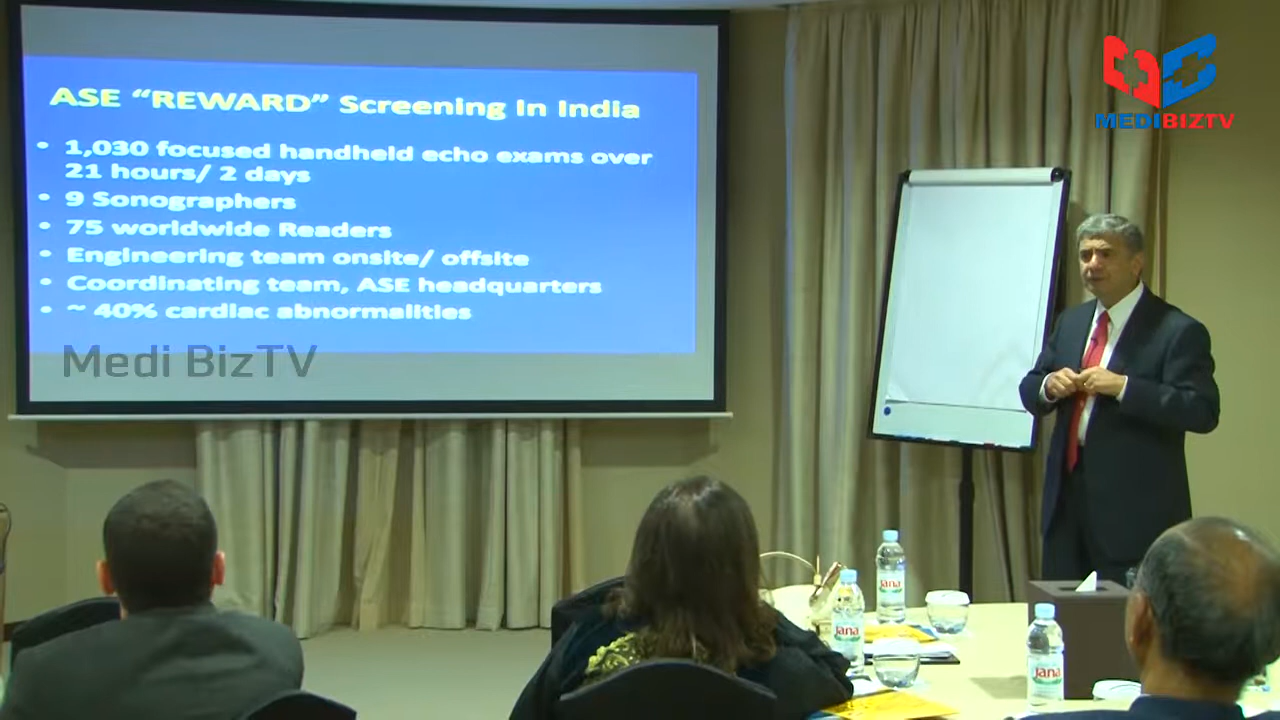 ASE “REWARD” Screening In India
• 1,030 focused handheld echo exams over
21 hours/ 2 days
• 9 Sonographers
• 75 worldwide Readers
• Engineering team onsite/ offsite
• Coordinating team, ASE headquarters
• ~ 40% cardiac abnormalities
Medi BizTV
MEDIBIZTV
jana
jana
jana